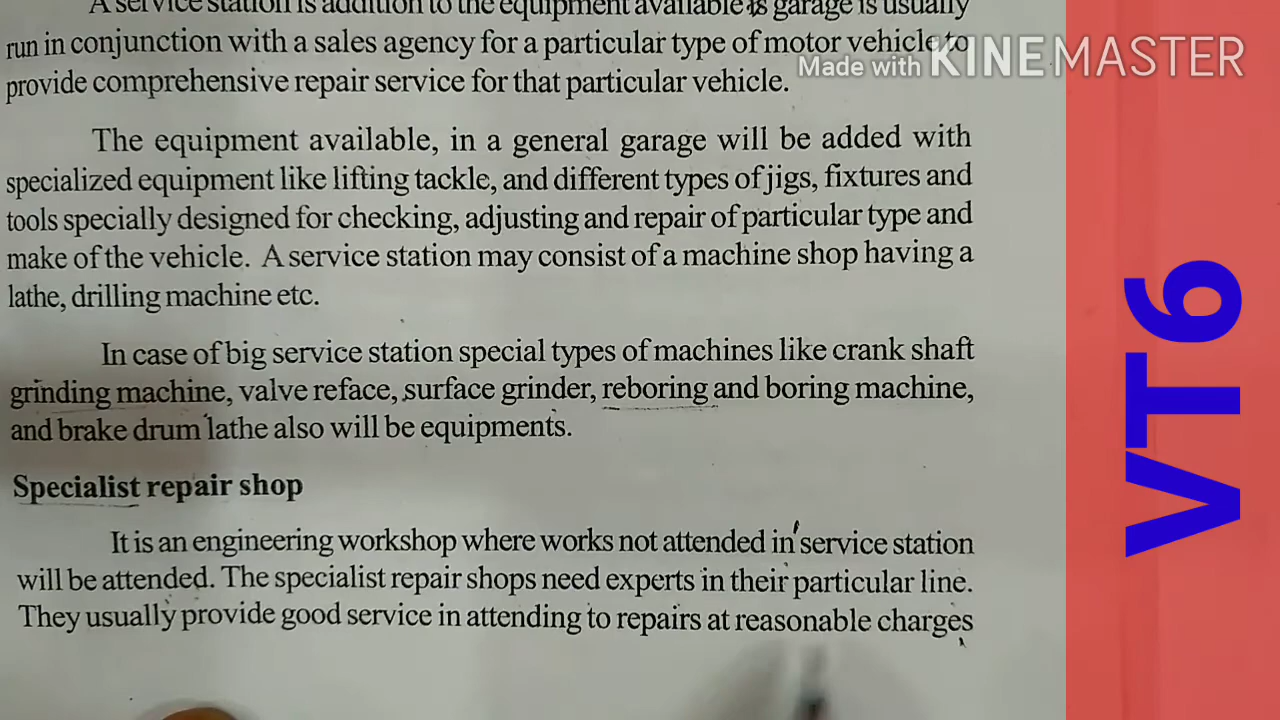 A service station is addition to the equipment available is garage is usually
run in conjunction with a sales agency for a particular type of motor vehicle to
Made with KINEMASTER
provide comprehensive repair service for that particular vehicle.
The equipment available, in a general garage will be added with
specialized equipment like lifting tackle, and different types of jigs, fixtures and
tools specially designed for checking, adjusting and repair of particular type and
make of the vehicle. A service station may consist of a machine shop having a
lathe, drilling machine etc.
In case of big service station special types of machines like crank shaft
grinding machine, valve reface, surface grinder, reboring and boring machine,
and brake drum lathe also will be equipments.
Specialist repair shop
It is an engineering workshop where works not attended in service station
will be attended. The specialist repair shops need experts in their particular line.
They usually provide good service in attending to repairs at reasonable charges
VT6